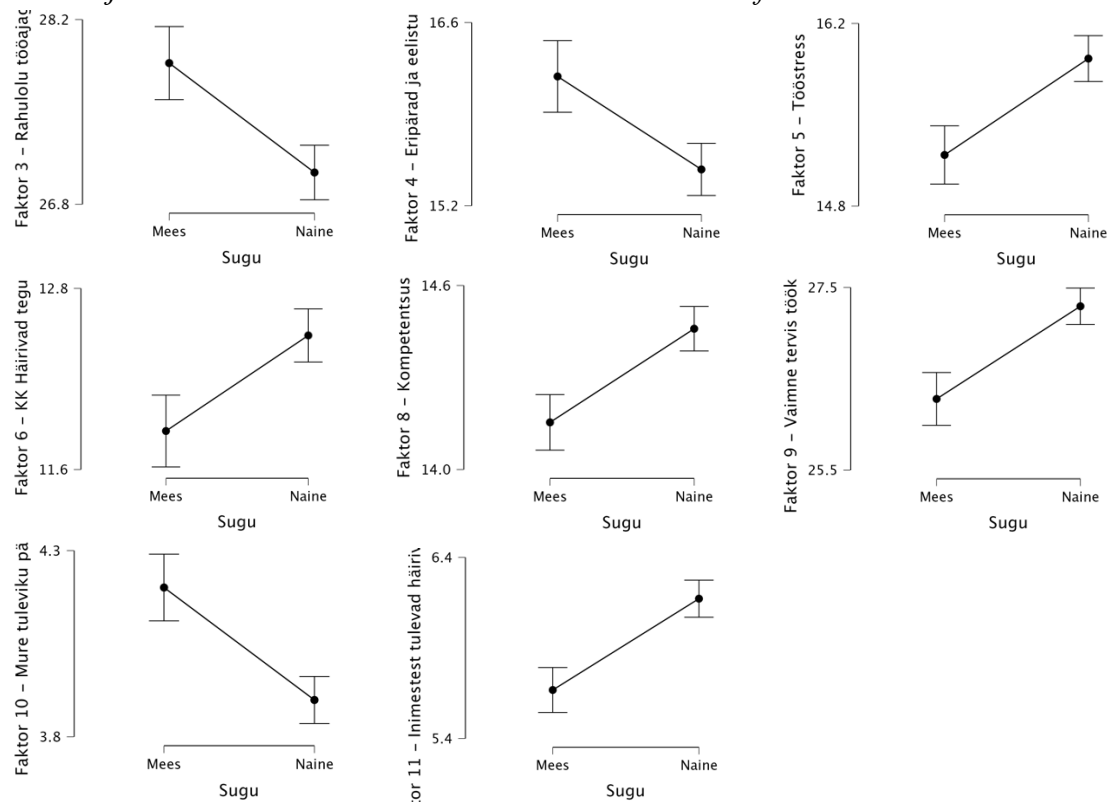 28.2
26.8
Faktor 3 – Rahulolu tööajag
Mees Naine
Sugu
16.6
15.2
Faktor 4 – Eripärad ja eelistu
Mees Naine
Sugu
16.2
14.8
Faktor 5 – Tööstress
Mees Naine
Sugu
12.8
11.6
Faktor 6 – KK Häirivad tegu
Mees Naine
Sugu
14.6
14.0
Faktor 8 – Kompetentsus
Mees Naine
Sugu
27.5
25.5
Faktor 9 – Vaimne tervis töök
Mees Naine
Sugu
4.3
3.8
Faktor 10 – Mure tuleviku pä
Mees Naine
Sugu
6.4
5.4
tor 11 – Inimestest tulevad häiriv
Mees Naine
Sugu